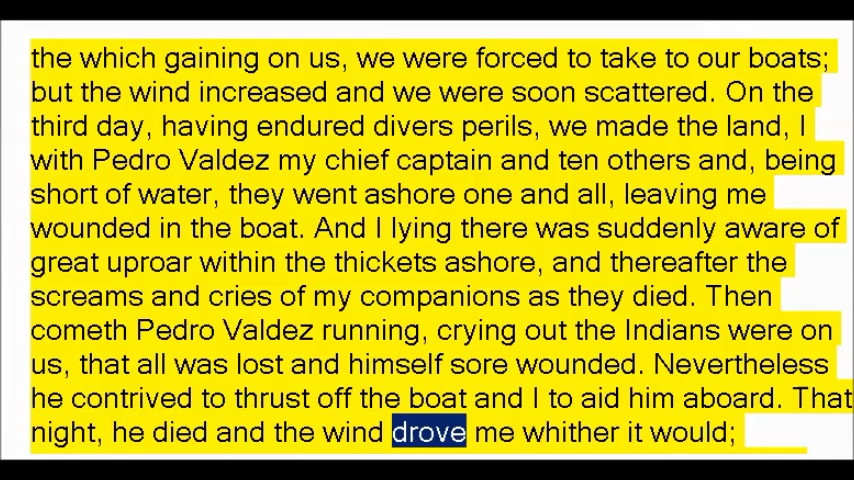 the which gaining on us, we were forced to take to our boats;
but the wind increased and we were soon scattered. On the
third day, having endured divers perils, we made the land, I
with Pedro Valdez my chief captain and ten others and, being
short of water, they went ashore one and all, leaving me
wounded in the boat. And I lying there was suddenly aware of
great uproar within the thickets ashore, and thereafter the
screams and cries of my companions as they died. Then
cometh Pedro Valdez running, crying out the Indians were on
us, that all was lost and himself sore wounded. Nevertheless
he contrived to thrust off the boat and I to aid him aboard. That
night, he died and the wind drove me whither it would;